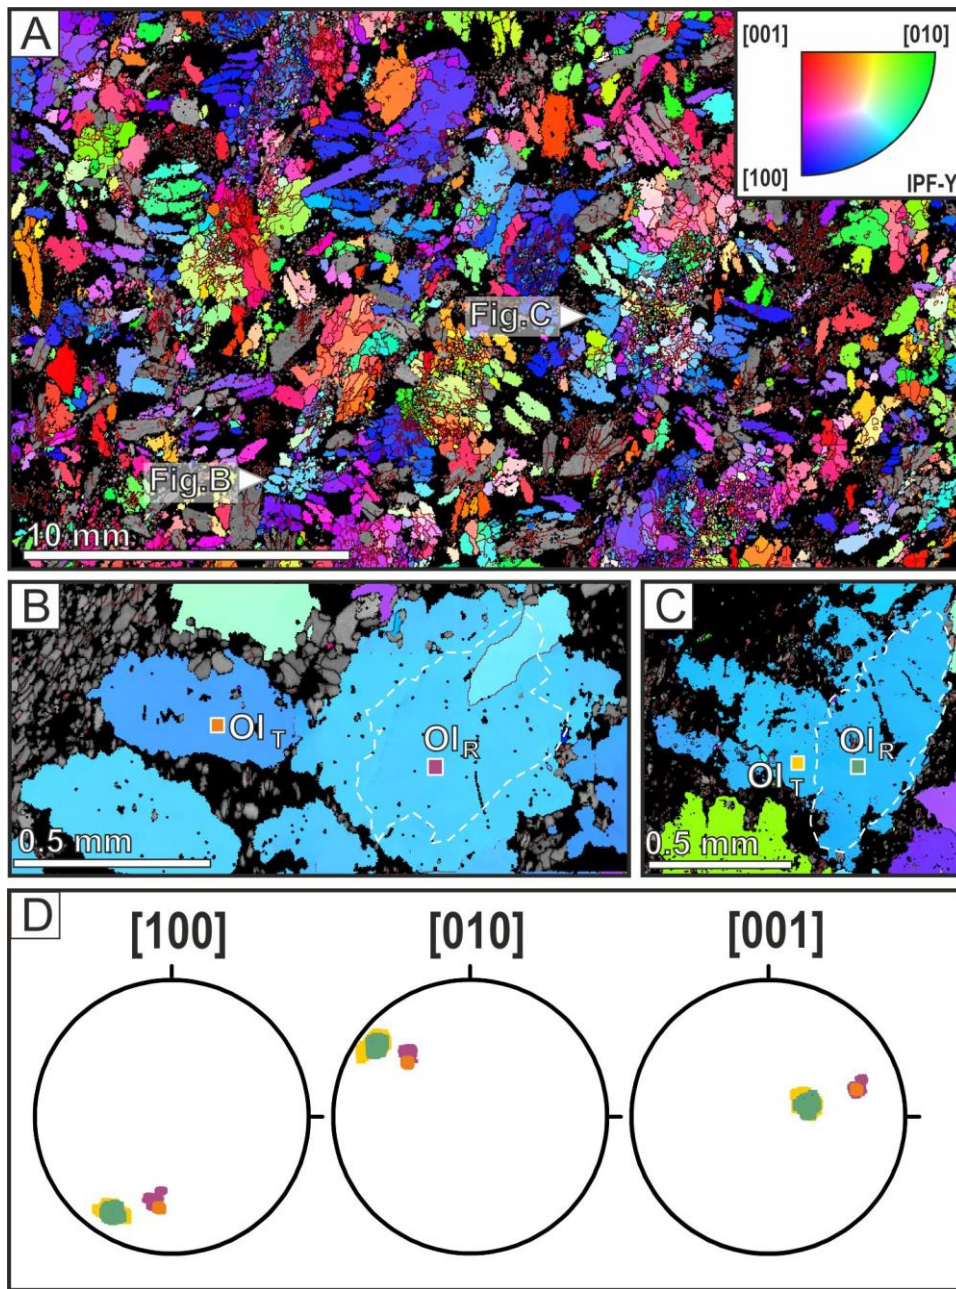 A
[001] [010]
[100] IPF-Y
Fig.C
Fig.B
10 mm
B
Ol T
Ol R
0.5 mm
C
Ol R
Ol T
0.5 mm
D
[100] [010] [001]